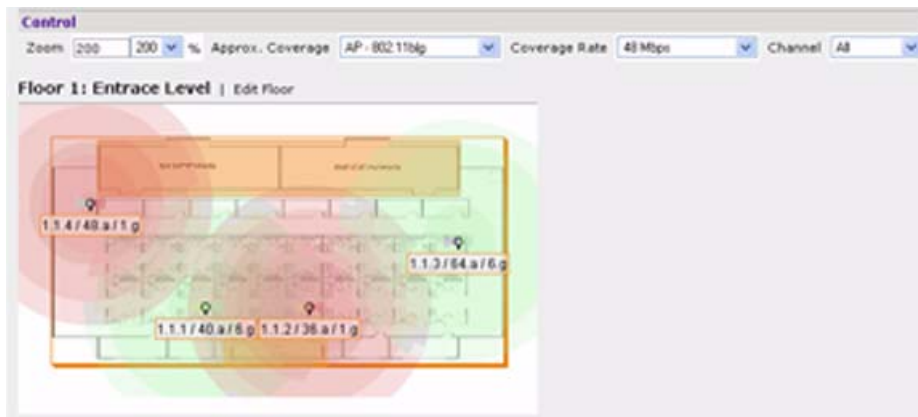 Control
Zoom 200 200 % Approx. Coverage AP - 802.11b/g Coverage Rate 48 Mbps Channel All
Floor 1: Entrace Level | Edit Floor
SHIPPING RECEIVING
1.1.4 / 48.a / 1 g
1.1.3 / 64.a / 6.g
1.1.1 / 40.a / 6 g 1.1.2 / 36.a / 1 g